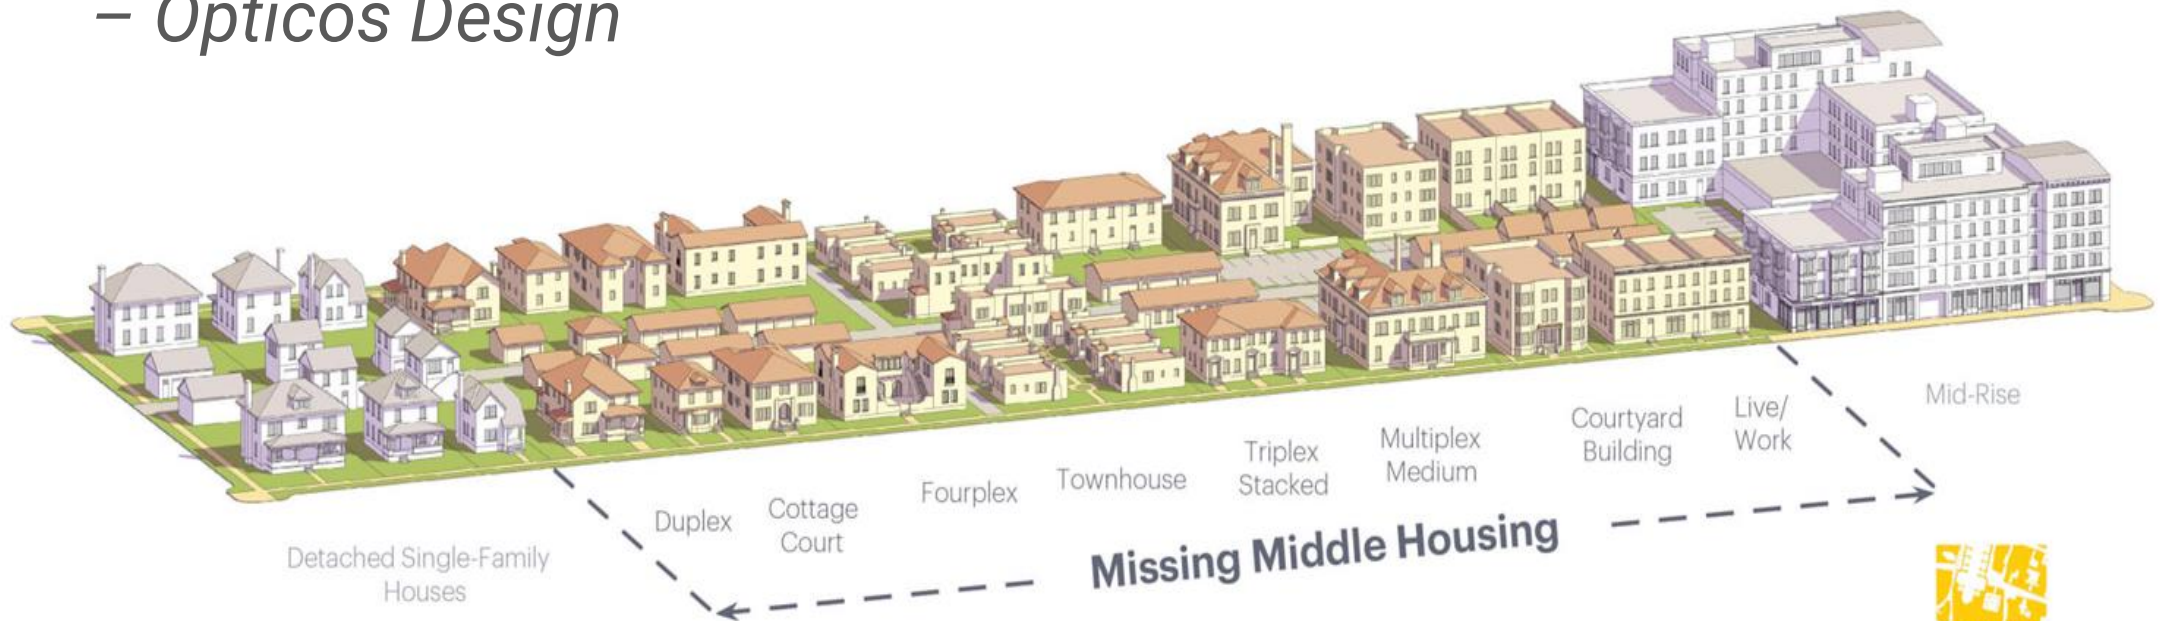 – Opticos Design
Detached Single-Family
Houses
Duplex
Cottage
Court
Fourplex
Townhouse
Triplex
Stacked
Multiplex
Medium
Courtyard
Building
Live/
Work
Mid-Rise
Missing Middle Housing